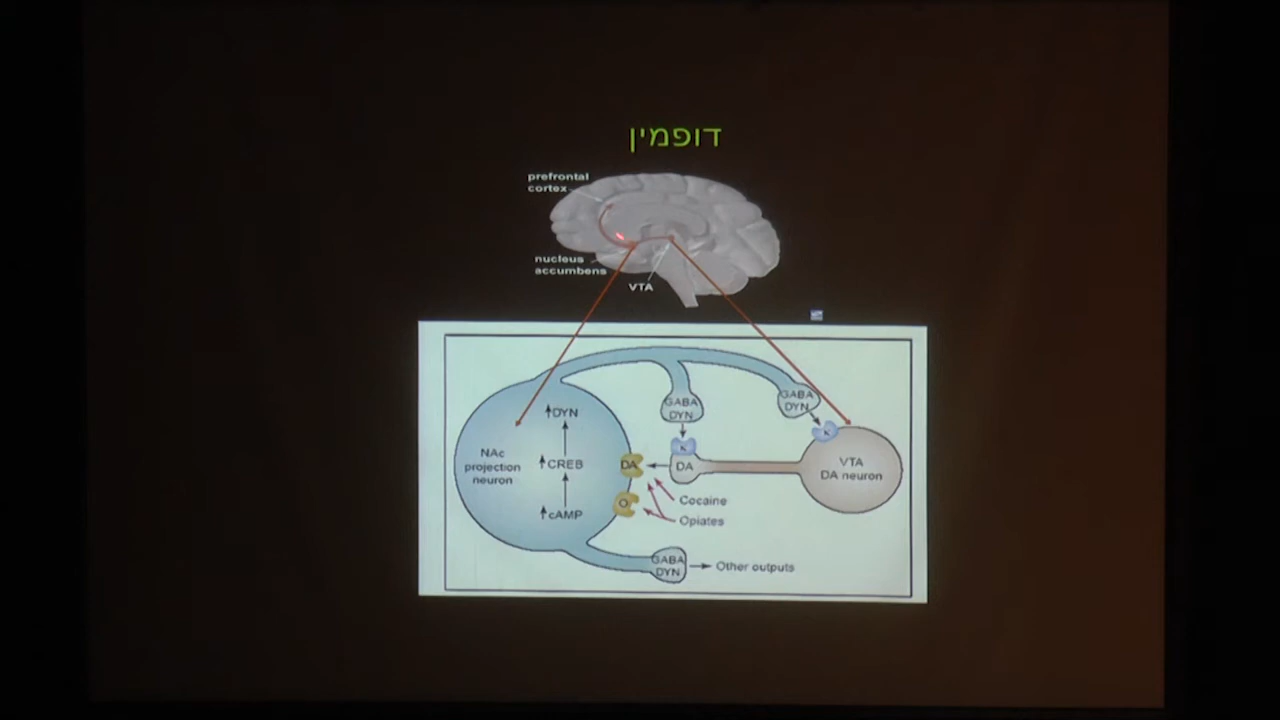 דופמין
prefrontal
cortex
nucleus
accumbens
VTA
GABA
DYN
GABA
DYN
DYN
CREB
cAMP
NAc
projection
neuron
DA
O
K
DA
K
VTA
DA neuron
Cocaine
Opiates
GABA
DYN
Other outputs